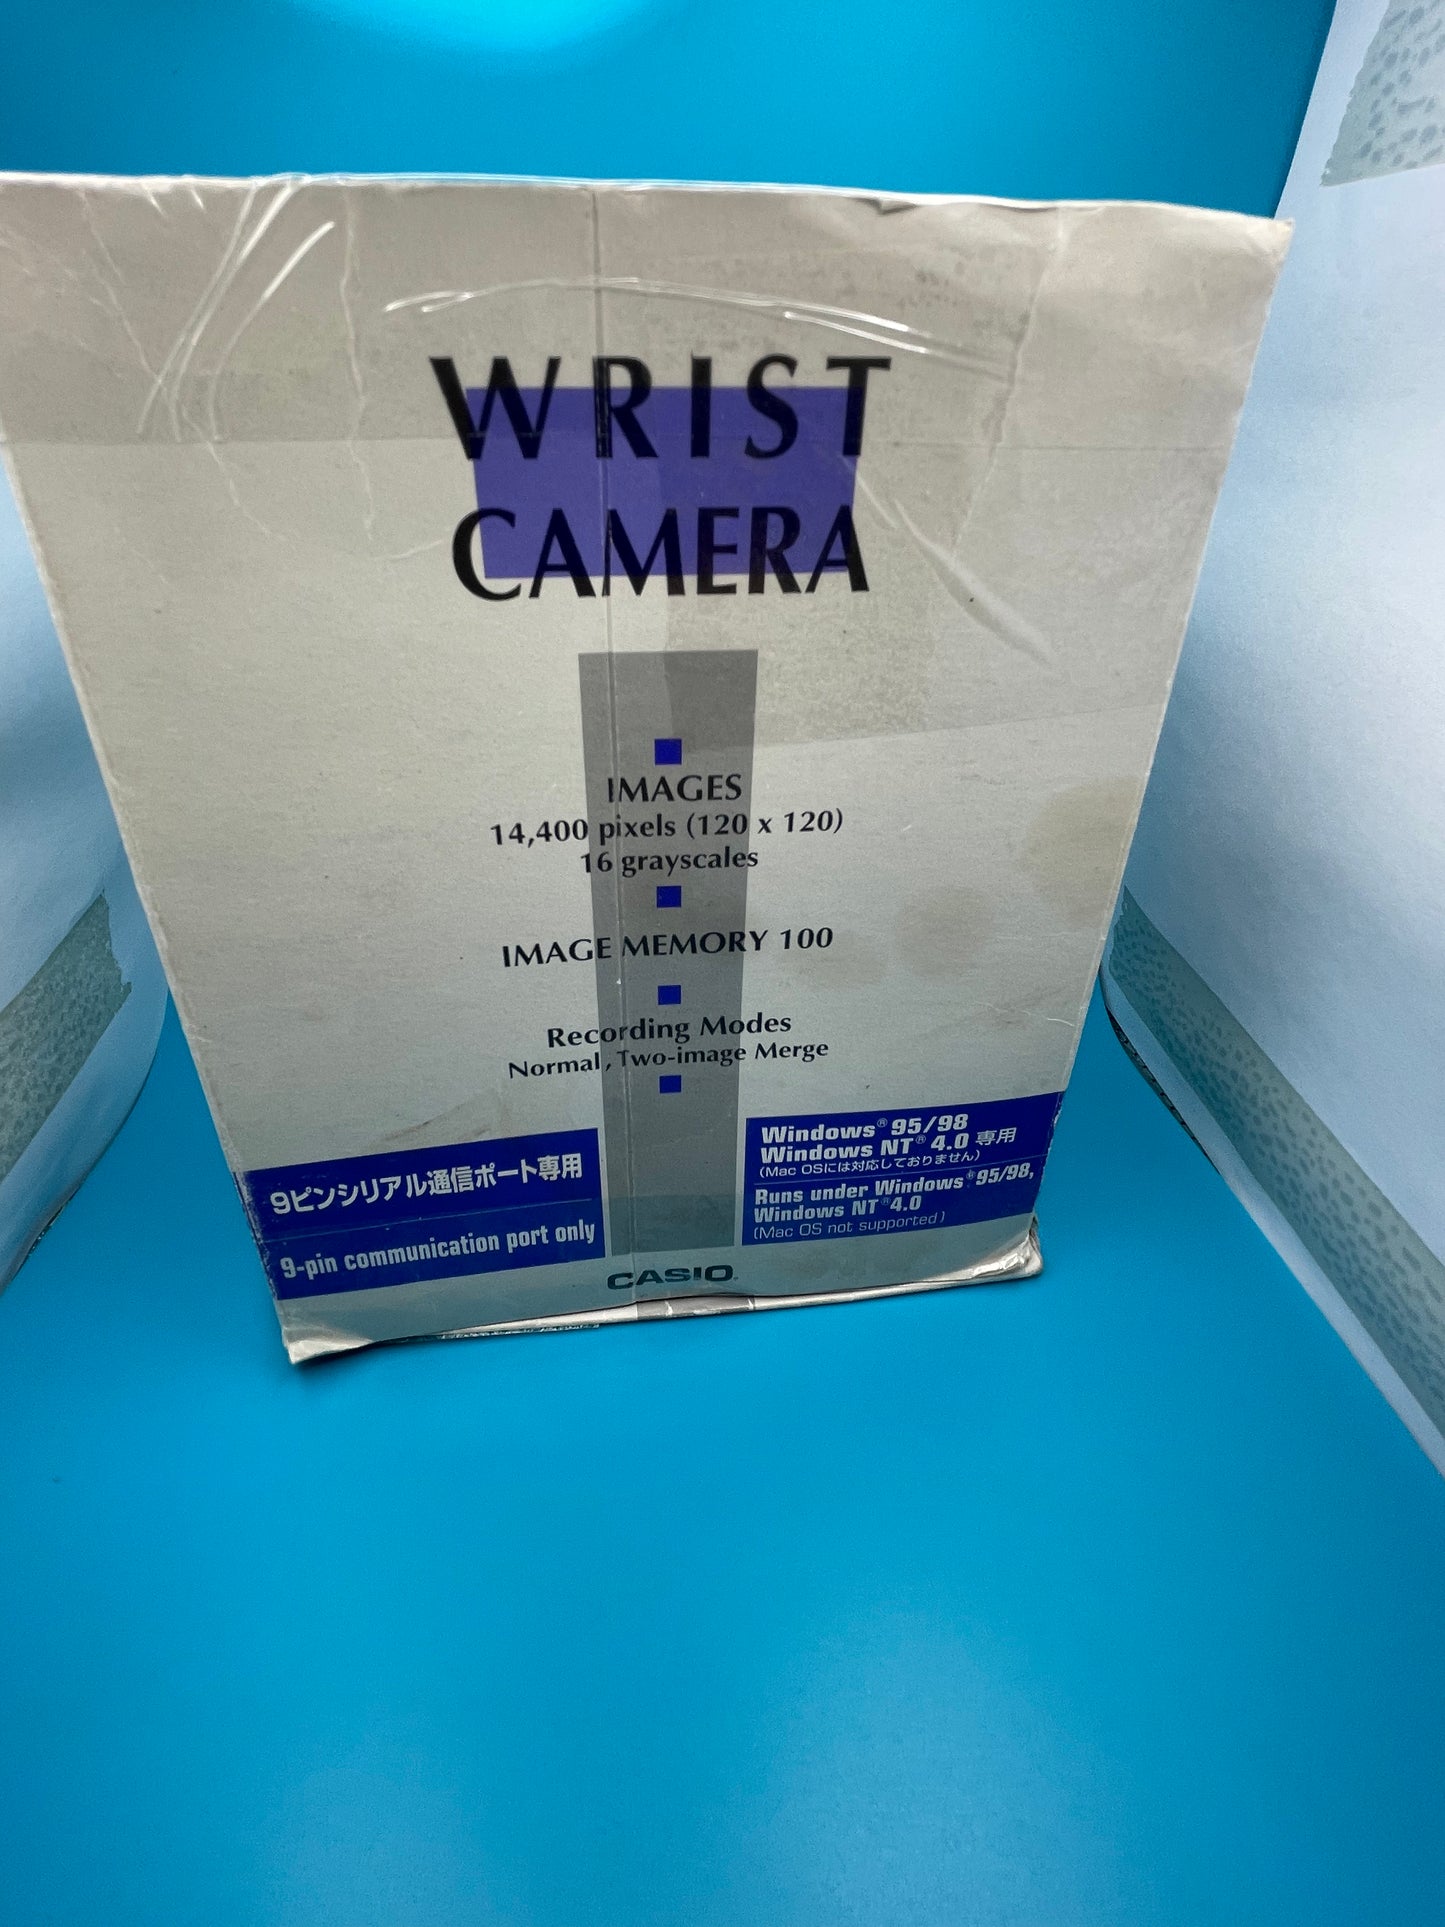 WRIST
CAMERA
IMAGES
14,400 pixels (120 x 120)
16 grayscales
IMAGE MEMORY 100
Recording Modes
Normal, Two-image Merge
9ピンシリアル通信ポート専用
9-pin communication port only
Windows® 95/98
Windows NT® 4.0 専用
(Mac OSには対応しておりません)
Runs under Windows® 95/98,
Windows NT® 4.0
(Mac OS not supported)
CASIO